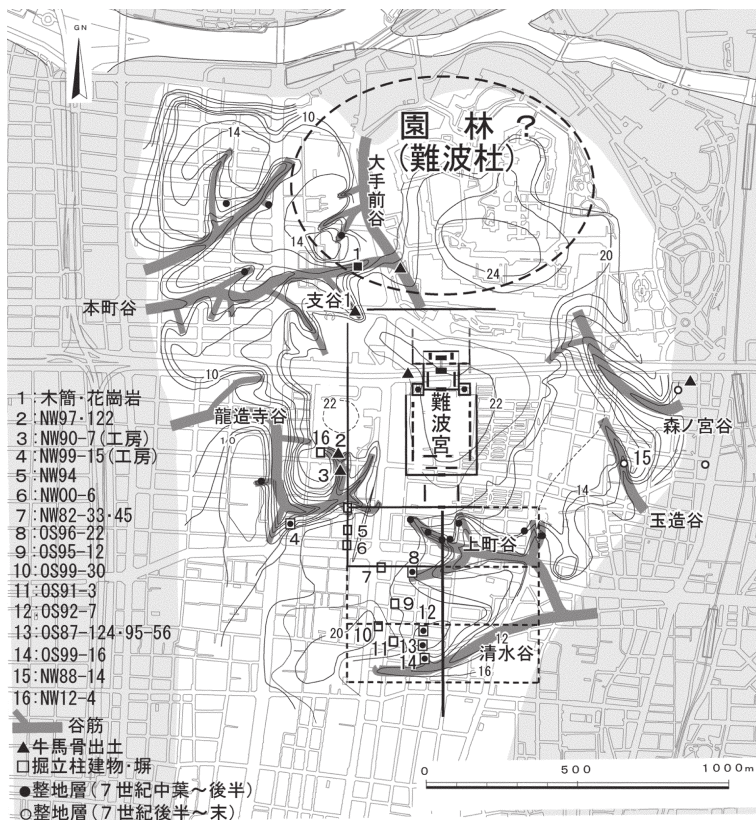 GN
園 林 ?
(難波杜)
大手前谷
10
14
14
20
24
1
本町谷
支谷1
10
龍造寺谷
10
22
22
難波宮
森ノ宮谷
15
14
玉造谷
16
2
3
4
5
6
7
8
上町谷
9
10
11
12
13
14
20
12
清水谷
16
1:木簡・花崗岩
2:NW97・122
3:NW90-7(工房)
4:NW99-15(工房)
5:NW94
6:NW00-6
7:NW82-33・45
8:OS96-22
9:OS95-12
10:OS99-30
11:OS91-3
12:OS92-7
13:OS87-124・95-56
14:OS99-16
15:NW88-14
16:NW12-4
谷筋
▲牛馬骨出土
□掘立柱建物・塀
●整地層(7世紀中葉~後半)
○整地層(7世紀後半~末)
0 500 1000m